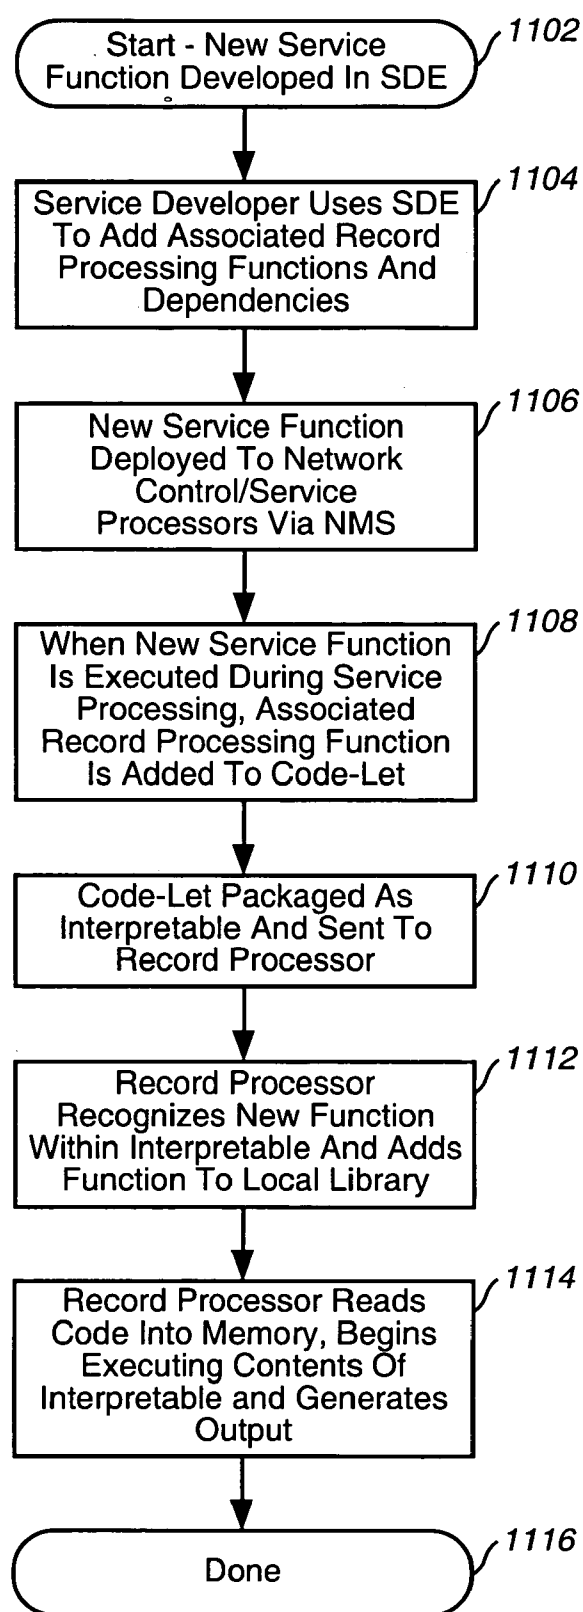 Start - New Service
Function Developed In SDE
1102
Service Developer Uses SDE
To Add Associated Record
Processing Functions And
Dependencies
1104
New Service Function
Deployed To Network
Control/Service
Processors Via NMS
1106
When New Service Function
Is Executed During Service
Processing, Associated
Record Processing Function
Is Added To Code-Let
1108
Code-Let Packaged As
Interpretable And Sent To
Record Processor
1110
Record Processor
Recognizes New Function
Within Interpretable And Adds
Function To Local Library
1112
Record Processor Reads
Code Into Memory, Begins
Executing Contents Of
Interpretable and Generates
Output
1114
Done
1116